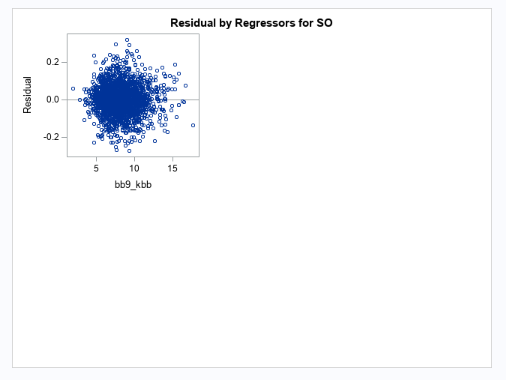 Residual by Regressors for SO
0.2
0.0
-0.2
Residual
5 10 15
bb9_kbb